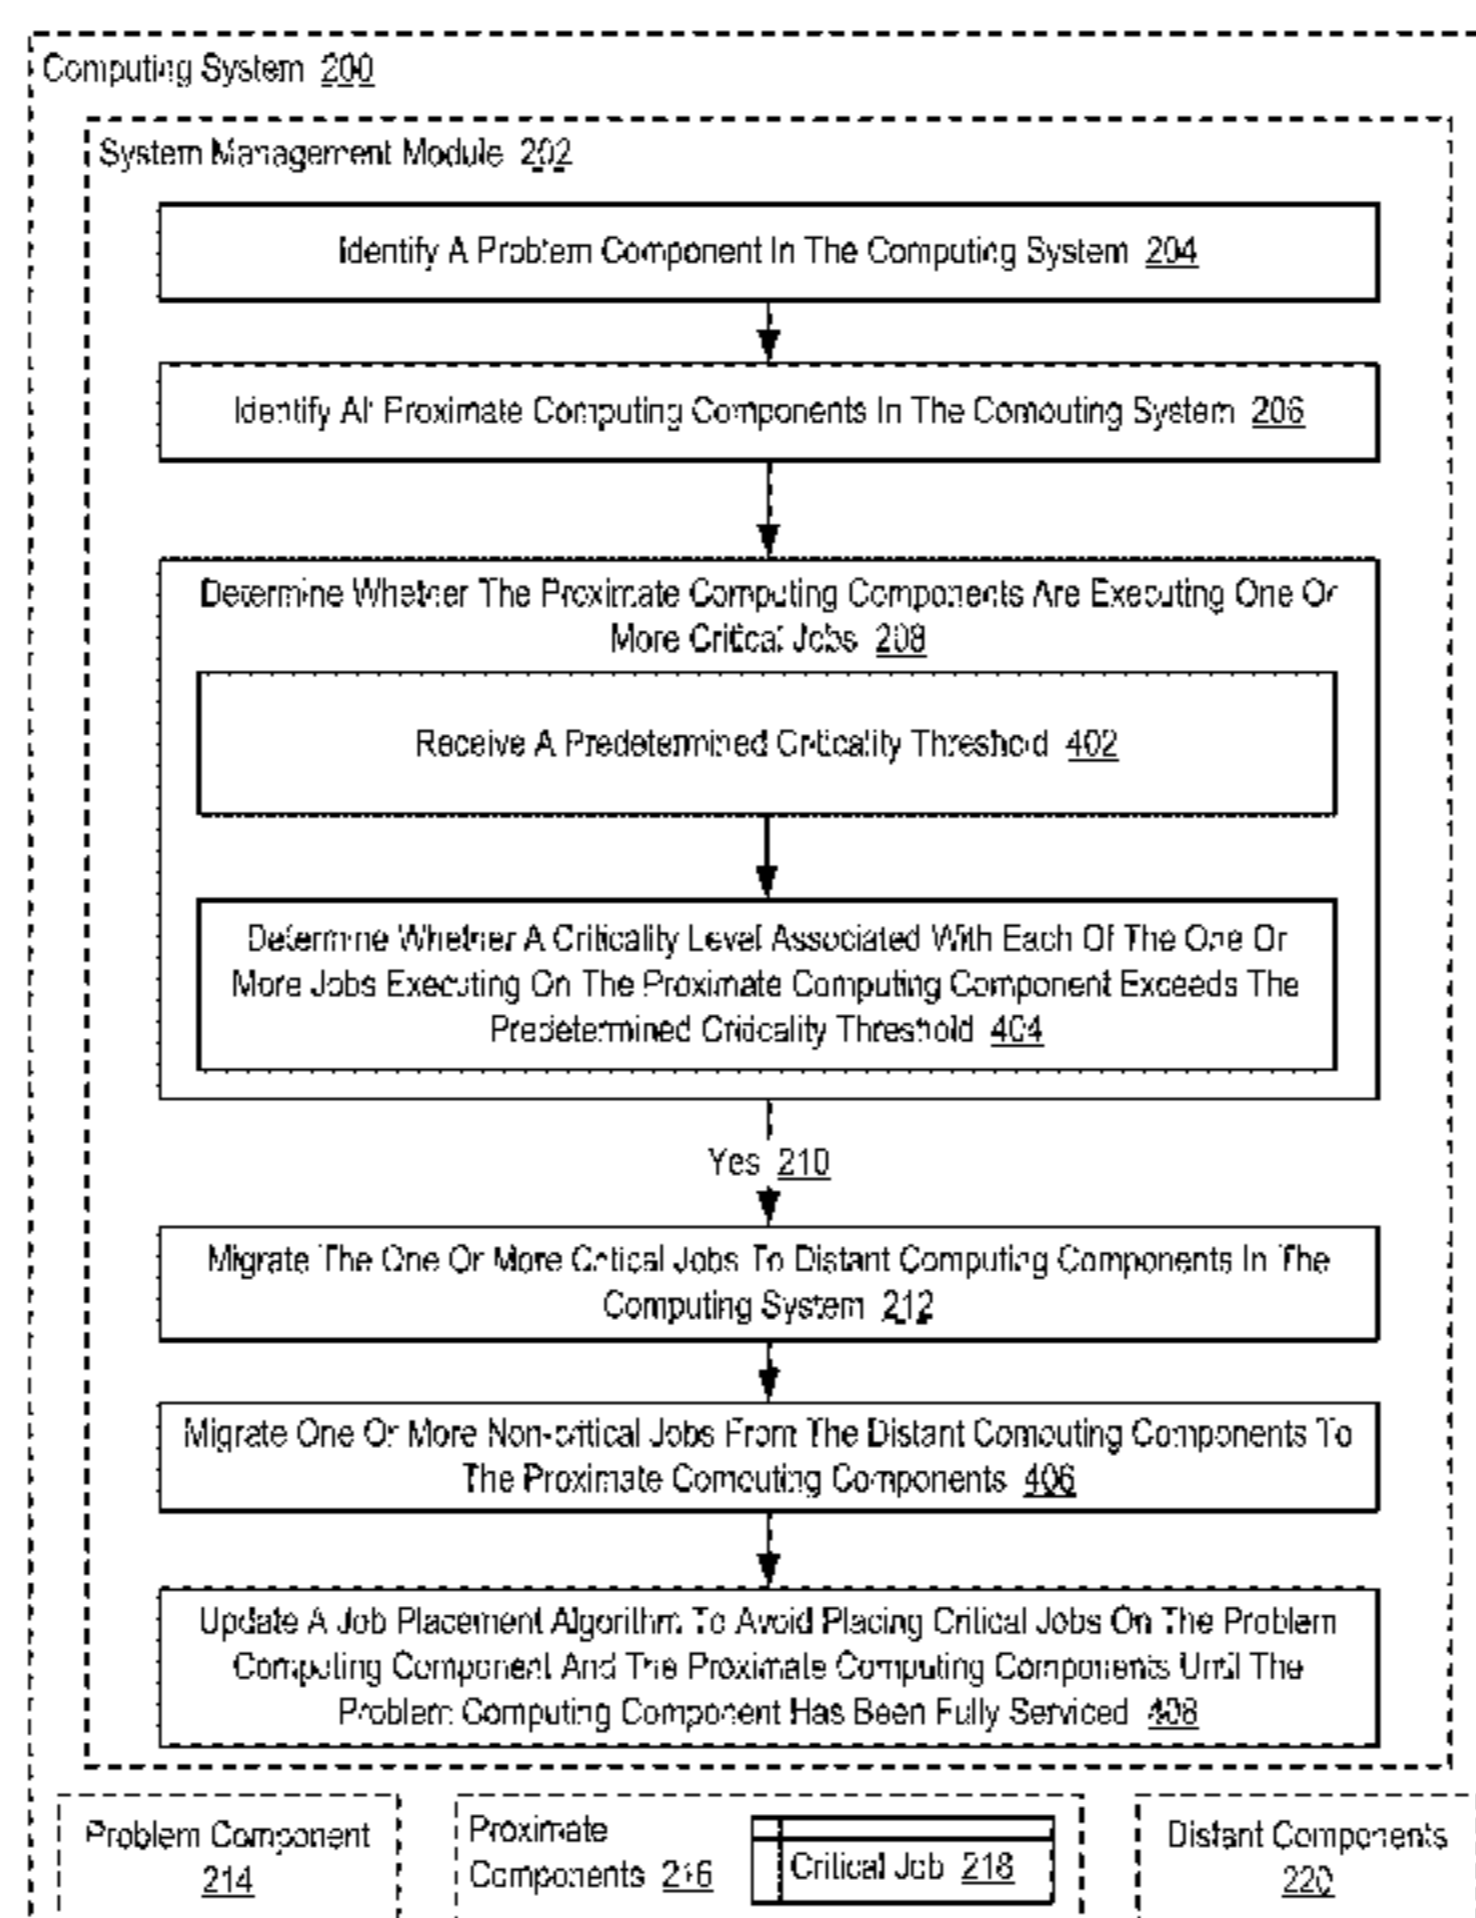 Computing System 200
System Management Module 202
Identify A Problem Component In The Computing System 204
Identify All Proximate Computing Components In The Computing System 206
Determine Whether The Proximate Computing Components Are Executing One Or
More Critical Jobs 208
Receive A Predetermined Criticality Threshold 402
Determine Whether A Criticality Level Associated With Each Of The One Or
More Jobs Executing On The Proximate Computing Component Exceeds The
Predetermined Criticality Threshold 404
Yes 210
Migrate The One Or More Critical Jobs To Distant Computing Components In The
Computing System 212
Migrate One Or More Non-critical Jobs From The Distant Computing Components To
The Proximate Computing Components 406
Update A Job Placement Algorithm To Avoid Placing Critical Jobs On The Problem
Computing Component And The Proximate Computing Components Until The
Problem Computing Component Has Been Fully Serviced 408
Problem Component
214
Proximate
Components 216
Critical Job 218
Distant Components
220